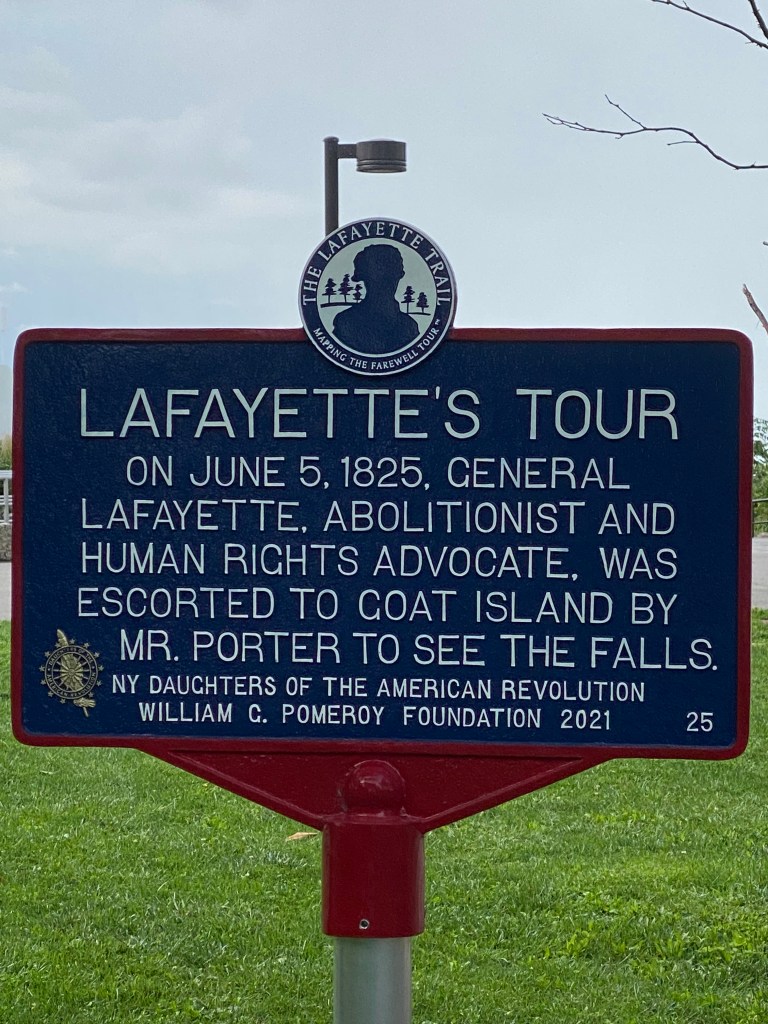 THE LAFAYETTE TRAIL
MAPPING THE FAREWELL TOUR
LAFAYETTE'S TOUR
ON JUNE 5, 1825, GENERAL
LAFAYETTE, ABOLITIONIST AND
HUMAN RIGHTS ADVOCATE, WAS
ESCORTED TO GOAT ISLAND BY
MR. PORTER TO SEE THE FALLS.
NY DAUGHTERS OF THE AMERICAN REVOLUTION
WILLIAM G. POMEROY FOUNDATION 2021 25